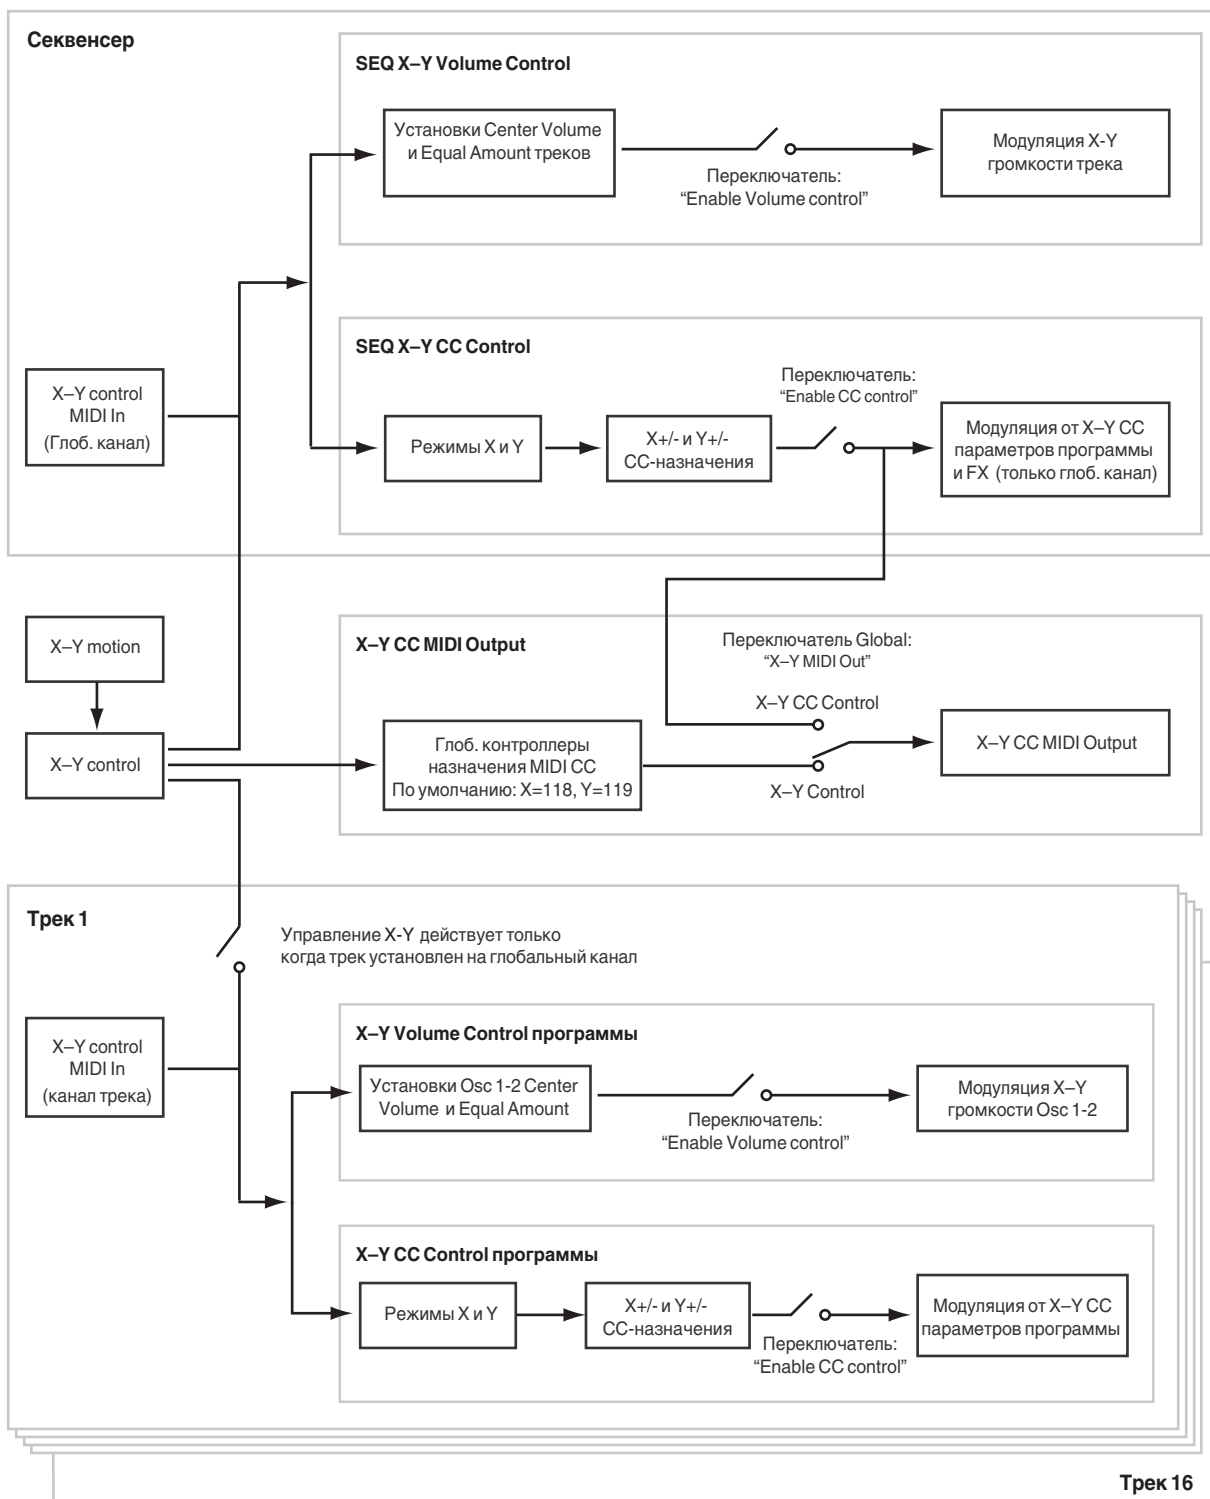 Секвенсер
SEQ X–Y Volume Control
Установки Center Volume
и Equal Amount треков
Переключатель:
“Enable Volume control”
Модуляция X-Y
громкости трека
SEQ X–Y CC Control
X–Y control
MIDI In
(Глоб. канал)
Режимы X и Y
X+/- и Y+/-
CC-назначения
Переключатель:
“Enable CC control”
Модуляция от X–Y CC
параметров программы
и FX (только глоб. канал)
X–Y motion
X–Y control
X–Y CC MIDI Output
Глоб. контроллеры
назначения MIDI CC
По умолчанию: X=118, Y=119
Переключатель Global:
“X–Y MIDI Out”
X–Y CC Control
X–Y Control
X–Y CC MIDI Output
Трек 1
Управление X-Y действует только
когда трек установлен на глобальный канал
X–Y control
MIDI In
(канал трека)
X–Y Volume Control программы
Установки Osc 1-2 Center
Volume и Equal Amount
Переключатель:
“Enable Volume control”
Модуляция X–Y
громкости Osc 1-2
X–Y CC Control программы
Режимы X и Y
X+/- и Y+/-
CC-назначения
Переключатель:
“Enable CC control”
Модуляция от X–Y CC
параметров программы
Трек 16